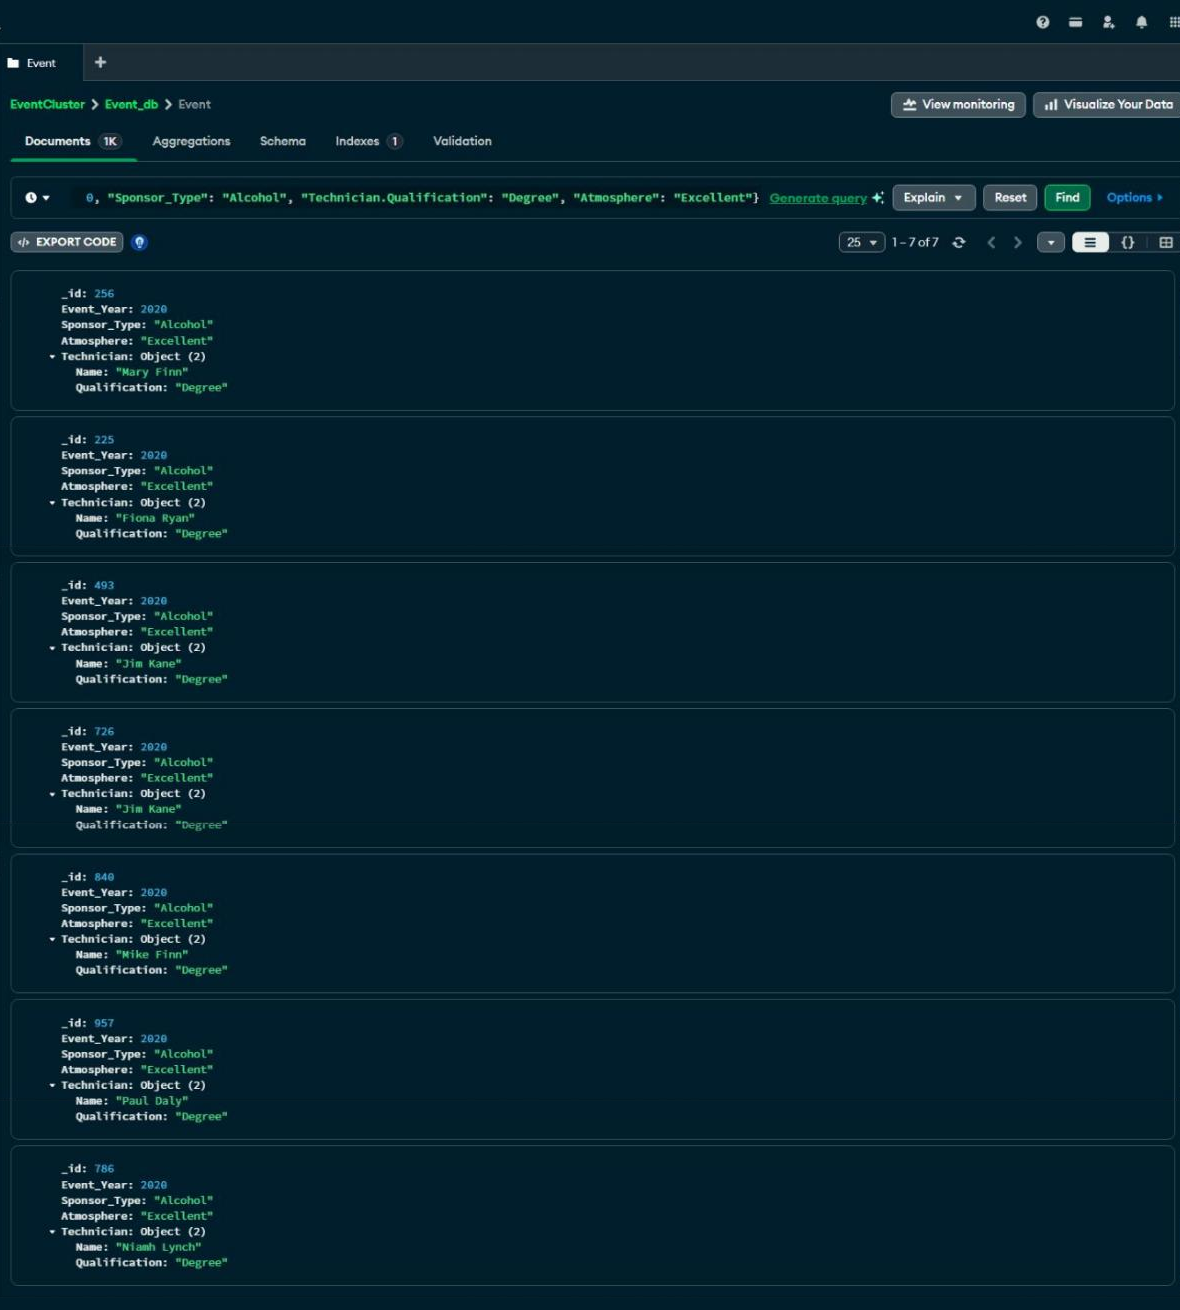 Event +
EventCluster > Event_db > Event
View monitoring Visualize Your Data
Documents 1K Aggregations Schema Indexes 1 Validation
0, "Sponsor_Type": "Alcohol", "Technician.Qualification": "Degree", "Atmosphere": "Excellent"} Generate query Explain Reset Find Options
</> EXPORT CODE 25 1 – 7 of 7 {}
_id: 256
Event_Year: 2020
Sponsor_Type: "Alcohol"
Atmosphere: "Excellent"
Technician: Object (2)
Name: "Mary Finn"
Qualification: "Degree"
_id: 225
Event_Year: 2020
Sponsor_Type: "Alcohol"
Atmosphere: "Excellent"
Technician: Object (2)
Name: "Fiona Ryan"
Qualification: "Degree"
_id: 493
Event_Year: 2020
Sponsor_Type: "Alcohol"
Atmosphere: "Excellent"
Technician: Object (2)
Name: "Jim Kane"
Qualification: "Degree"
_id: 726
Event_Year: 2020
Sponsor_Type: "Alcohol"
Atmosphere: "Excellent"
Technician: Object (2)
Name: "Jim Kane"
Qualification: "Degree"
_id: 840
Event_Year: 2020
Sponsor_Type: "Alcohol"
Atmosphere: "Excellent"
Technician: Object (2)
Name: "Mike Finn"
Qualification: "Degree"
_id: 957
Event_Year: 2020
Sponsor_Type: "Alcohol"
Atmosphere: "Excellent"
Technician: Object (2)
Name: "Paul Daly"
Qualification: "Degree"
_id: 786
Event_Year: 2020
Sponsor_Type: "Alcohol"
Atmosphere: "Excellent"
Technician: Object (2)
Name: "Niamh Lynch"
Qualification: "Degree"